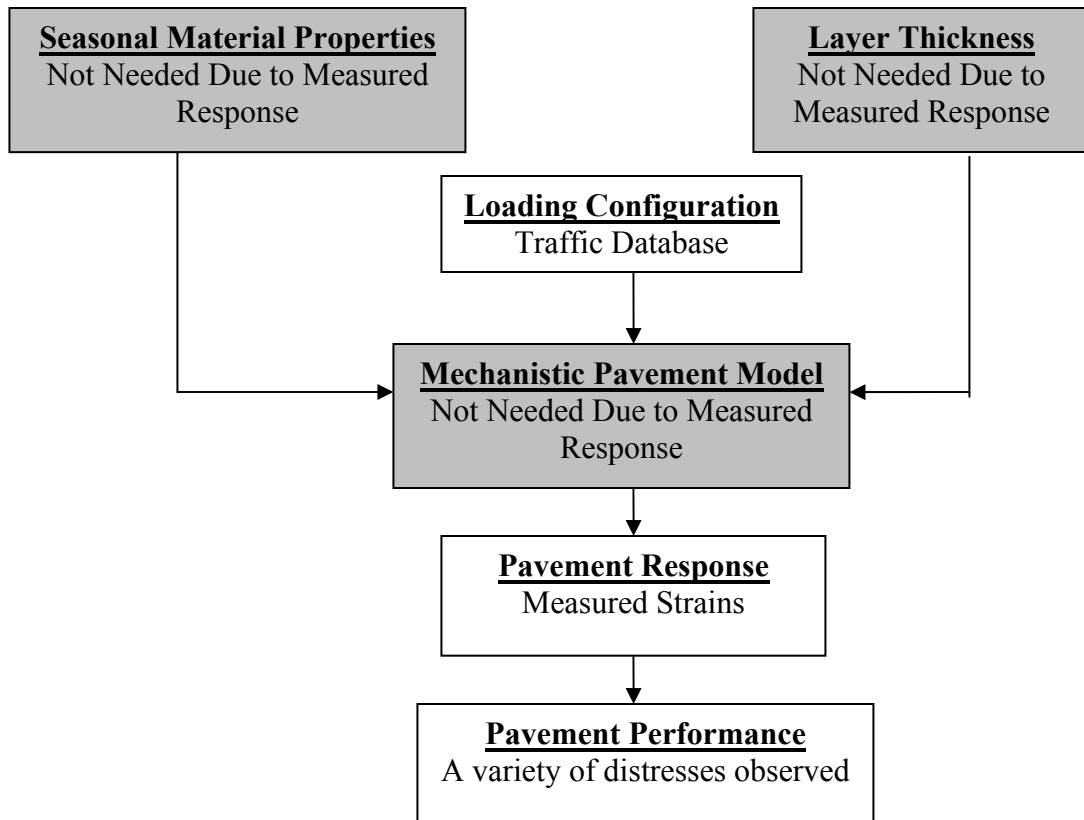 Seasonal Material Properties
Not Needed Due to Measured
Response
Layer Thickness
Not Needed Due to
Measured Response
Loading Configuration
Traffic Database
Mechanistic Pavement Model
Not Needed Due to Measured
Response
Pavement Response
Measured Strains
Pavement Performance
A variety of distresses observed